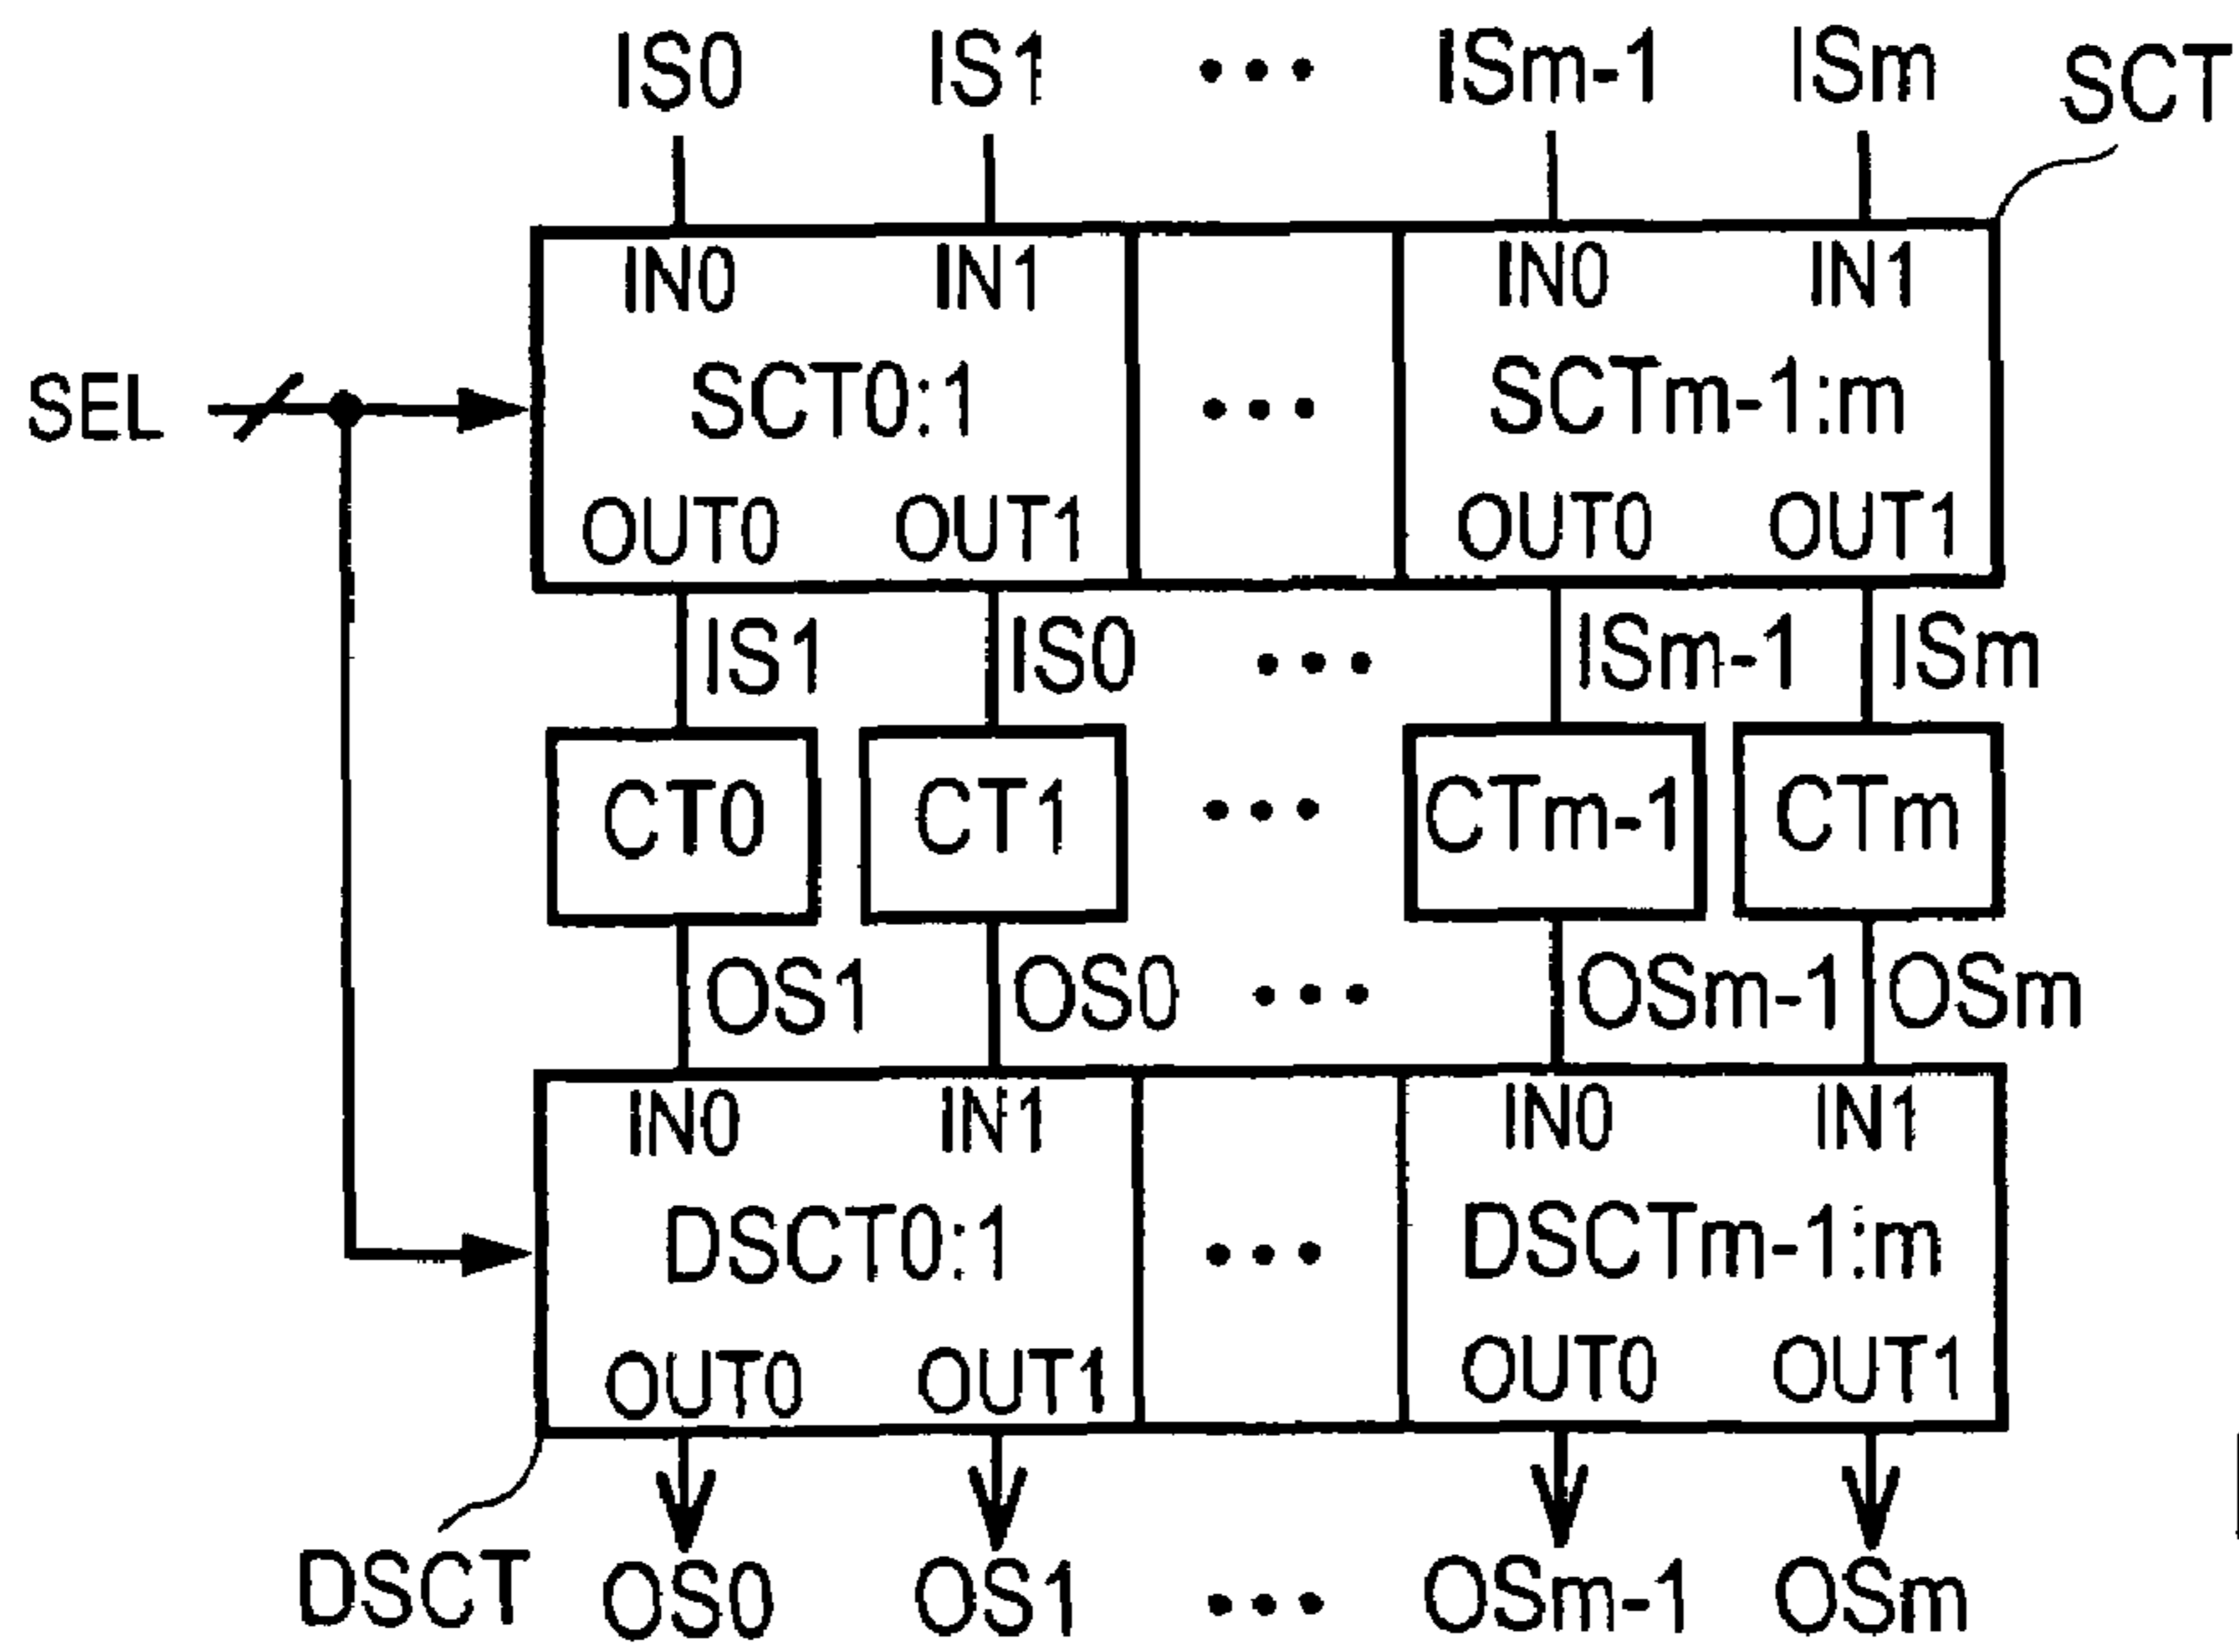 IS0 IS1 ••• ISm-1 ISm
SCT
IN0 IN1 IN0 IN1
SEL SCT0:1 ••• SCTm-1:m
OUT0 OUT1 OUT0 OUT1
IS1 IS0 ••• ISm-1 ISm
CT0 CT1 ••• CTm-1 CTm
OS1 OS0 ••• OSm-1 OSm
IN0 IN1 IN0 IN1
DSCT0:1 ••• DSCTm-1:m
OUT0 OUT1 OUT0 OUT1
DSCT OS0 OS1 ••• OSm-1 OSm